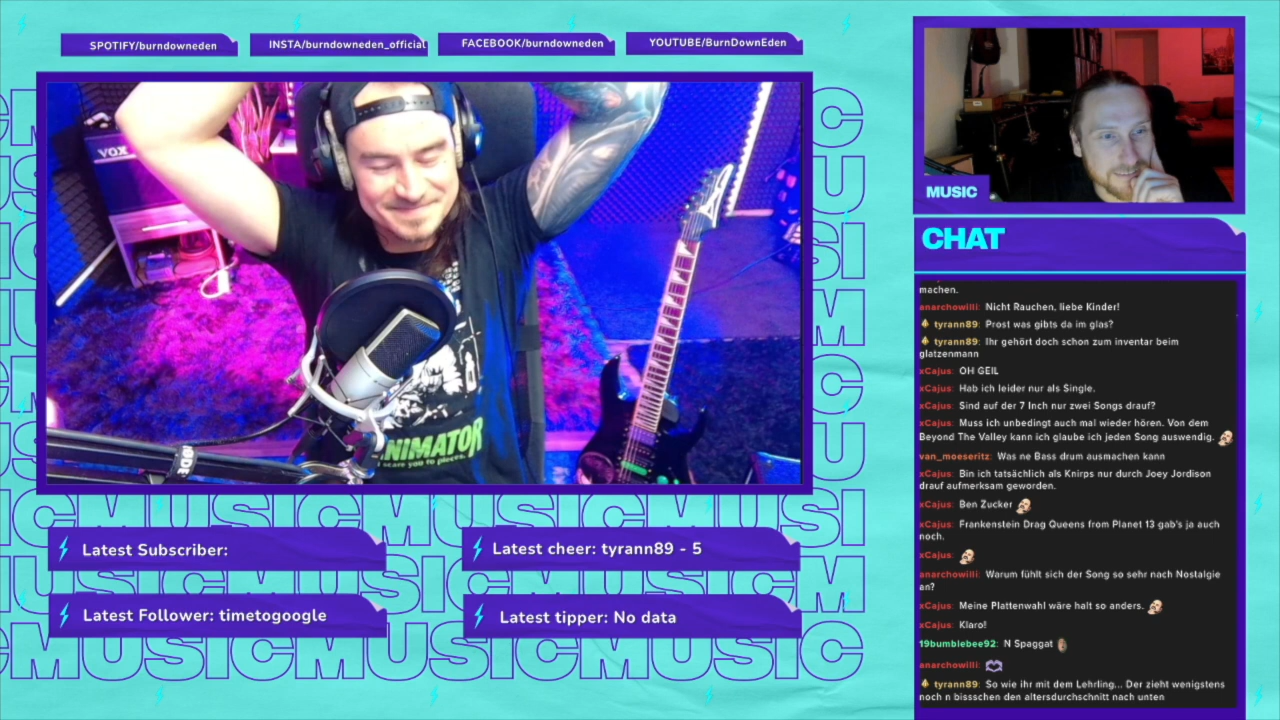 SPOTIFY/burndowneden
INSTA/burndowneden_official
FACEBOOK/burndowneden
YOUTUBE/BurnDownEden
VOX
NIMATOR
MUSIC
CHAT
machen.
anarchowilli: Nicht Rauchen, liebe Kinder!
tyrann89: Prost was gibts da im glas?
tyrann89: Ihr gehört doch schon zum inventar beim
glatzenmann
xCajus: OH GEIL
xCajus: Hab ich leider nur als Single.
xCajus: Sind auf der 7 Inch nur zwei Songs drauf?
xCajus: Muss ich unbedingt auch mal wieder hören. Von dem
Beyond The Valley kann ich glaube ich jeden Song auswendig.
van_moeseritz: Was ne Bass drum ausmachen kann
xCajus: Bin ich tatsächlich als Knirps nur durch Joey Jordison
drauf aufmerksam geworden.
xCajus: Ben Zucker
xCajus: Frankenstein Drag Queens from Planet 13 gab's ja auch
noch.
xCajus:
anarchowilli: Warum fühlt sich der Song so sehr nach Nostalgie
an?
xCajus: Meine Plattenwahl wäre halt so anders.
xCajus: Klaro!
19bumblebee92: N Spaggat
anarchowilli:
tyrann89: So wie ihr mit dem Lehrling... Der zieht wenigstens
noch n bissschen den altersdurchschnitt nach unten
Latest Subscriber:
Latest cheer: tyrann89 - 5
Latest Follower: timetogoogle
Latest tipper: No data
MUSICMUSICMUSI
USICMUSICMUSICM
MUSICMUSICMUSIC